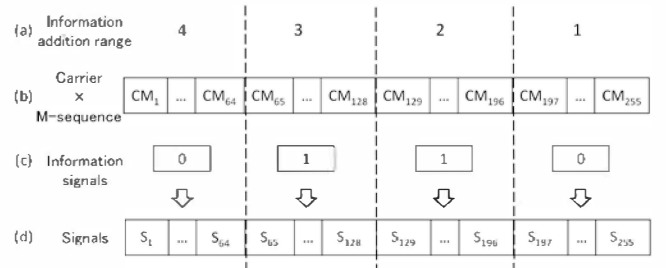 (a) Information addition range 4 3 2 1
(b) Carrier × M-sequence CM₁ ... CM₆₄ CM₆₅ ... CM₁₂₈ CM₁₂₉ ... CM₁₉₆ CM₁₉₇ ... CM₂₅₅
(c) Information signals 0 1 1 0
(d) Signals S₁ ... S₆₄ S₆₅ ... S₁₂₈ S₁₂₉ ... S₁₉₆ S₁₉₇ ... S₂₅₅